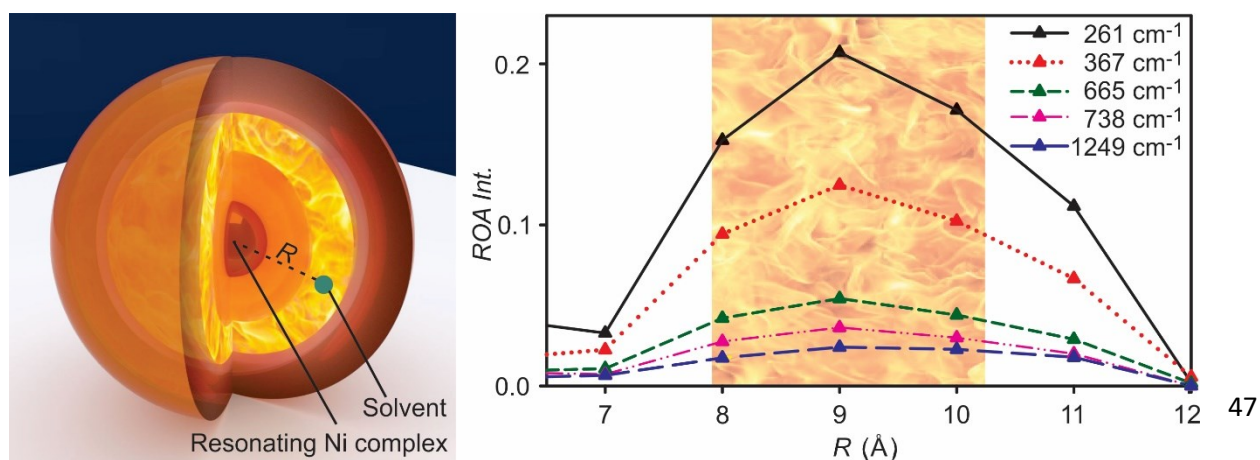 R
Solvent
Resonating Ni complex
ROA Int.
0.2
0.1
0.0
261 cm-1
367 cm-1
665 cm-1
738 cm-1
1249 cm-1
7 8 9 10 11 12
R (Å)
47